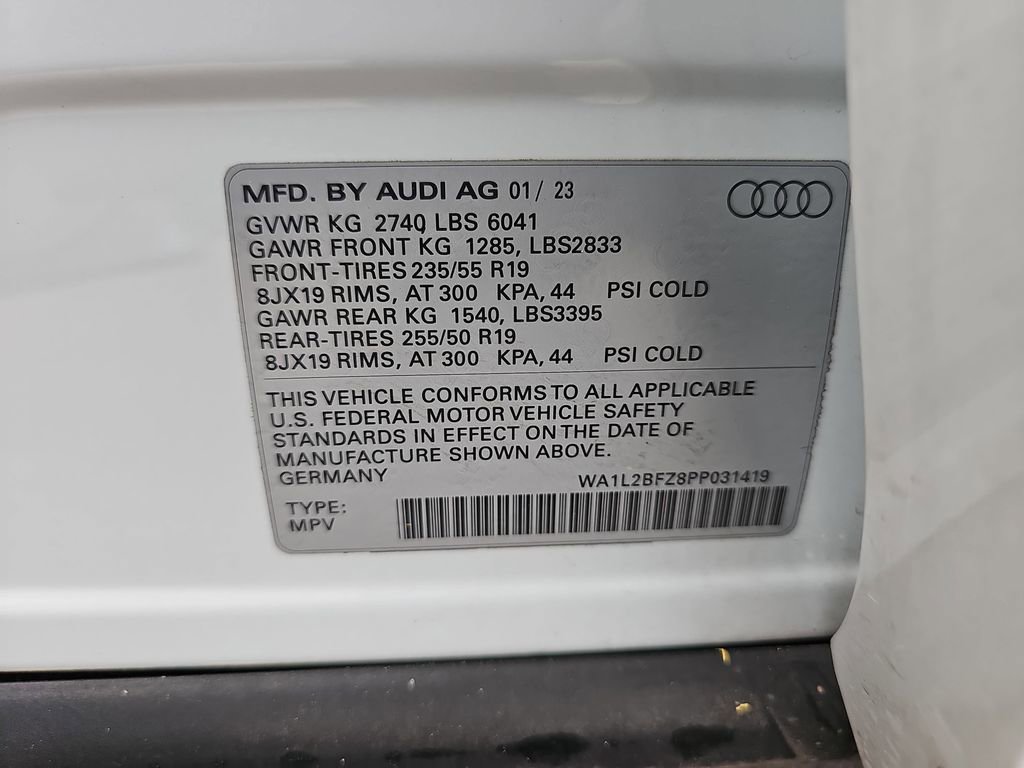 MFD. BY AUDI AG 01/ 23
GVWR KG 2740 LBS 6041
GAWR FRONT KG 1285, LBS2833
FRONT-TIRES 235/55 R19
8JX19 RIMS, AT 300 KPA, 44 PSI COLD
GAWR REAR KG 1540, LBS3395
REAR-TIRES 255/50 R19
8JX19 RIMS, AT 300 KPA, 44 PSI COLD
THIS VEHICLE CONFORMS TO ALL APPLICABLE
U.S. FEDERAL MOTOR VEHICLE SAFETY
STANDARDS IN EFFECT ON THE DATE OF
MANUFACTURE SHOWN ABOVE.
GERMANY WA1L2BFZ8PP031419
TYPE:
MPV